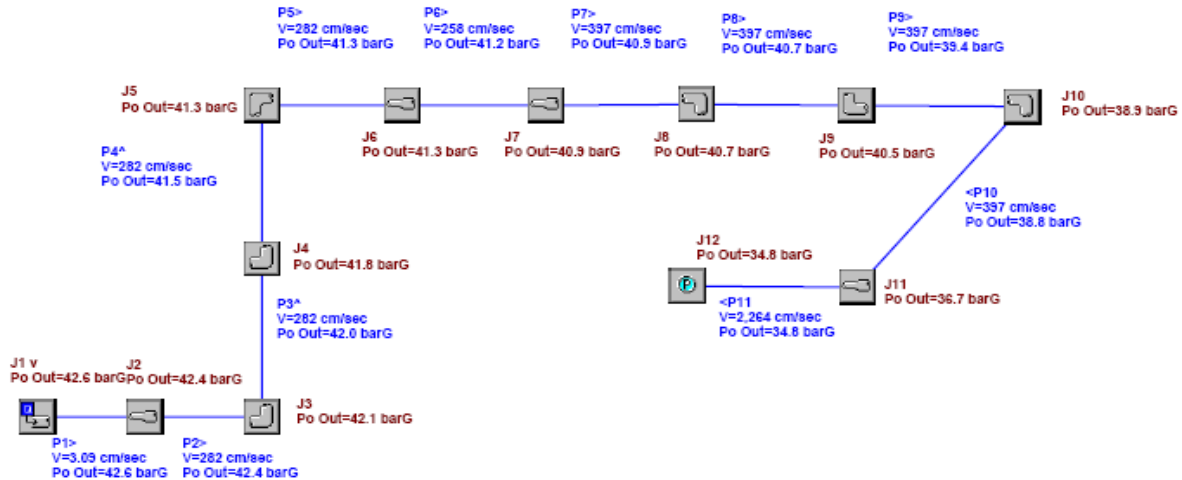 P5>
V=282 cm/sec
Po Out=41.3 barG
P6>
V=258 cm/sec
Po Out=41.2 barG
P7>
V=397 cm/sec
Po Out=40.9 barG
P8>
V=397 cm/sec
Po Out=40.7 barG
P9>
V=397 cm/sec
Po Out=39.4 barG
J5
Po Out=41.3 barG
J6
Po Out=41.3 barG
J7
Po Out=40.9 barG
J8
Po Out=40.7 barG
J9
Po Out=40.5 barG
J10
Po Out=38.9 barG
P4^
V=282 cm/sec
Po Out=41.5 barG
<P10
V=397 cm/sec
Po Out=38.8 barG
J4
Po Out=41.8 barG
J12
Po Out=34.8 barG
P
J11
Po Out=36.7 barG
P3^
V=282 cm/sec
Po Out=42.0 barG
<P11
V=2,264 cm/sec
Po Out=34.8 barG
J1 v
Po Out=42.6 barG
J2
Po Out=42.4 barG
J3
Po Out=42.1 barG
P1>
V=3.09 cm/sec
Po Out=42.6 barG
P2>
V=282 cm/sec
Po Out=42.4 barG